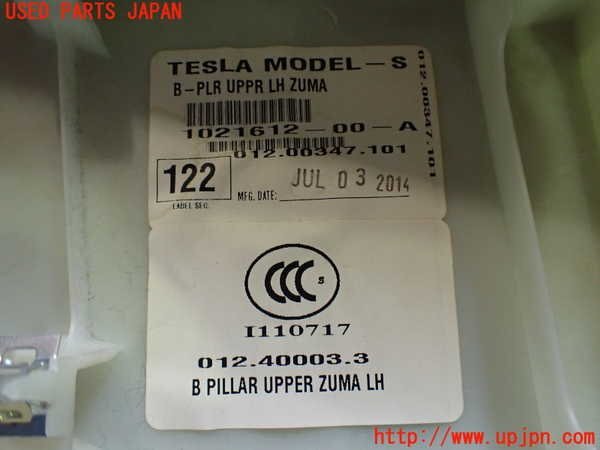 USED PARTS JAPAN
TESLA MODEL-S
B-PLR UPPR LH ZUMA
1021612-00-A
012.00347.101
012.00347.101
122
LABEL SEQ.
MFG. DATE: JUL 03 2014
CCC S
I110717
012.40003.3
B PILLAR UPPER ZUMA LH
http://www.upjpn.com